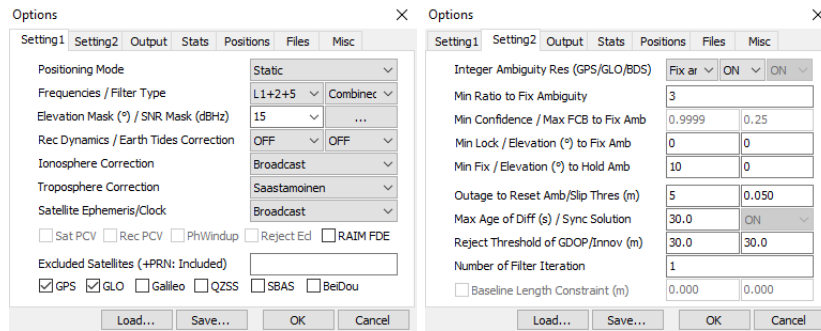 Options
Setting1 Setting2 Output Stats Positions Files Misc
Positioning Mode Static
Frequencies / Filter Type L1+2+5 Combinec
Elevation Mask (°) / SNR Mask (dBHz) 15 ...
Rec Dynamics / Earth Tides Correction OFF OFF
Ionosphere Correction Broadcast
Troposphere Correction Saastamoinen
Satellite Ephemeris/Clock Broadcast
Sat PCV Rec PCV PhWindup Reject Ecl RAIM FDE
Excluded Satellites (+PRN: Included)
GPS GLO Galileo QZSS SBAS BeiDou
Load... Save... OK Cancel
Options
Setting1 Setting2 Output Stats Positions Files Misc
Integer Ambiguity Res (GPS/GLO/BDS) Fix ar ON ON
Min Ratio to Fix Ambiguity 3
Min Confidence / Max FCB to Fix Amb 0.9999 0.25
Min Lock / Elevation (°) to Fix Amb 0 0
Min Fix / Elevation (°) to Hold Amb 10 0
Outage to Reset Amb/Slip Thres (m) 5 0.050
Max Age of Diff (s) / Sync Solution 30.0 ON
Reject Threshold of GDOP/Innov (m) 30.0 30.0
Number of Filter Iteration 1
Baseline Length Constraint (m) 0.000 0.000
Load... Save... OK Cancel